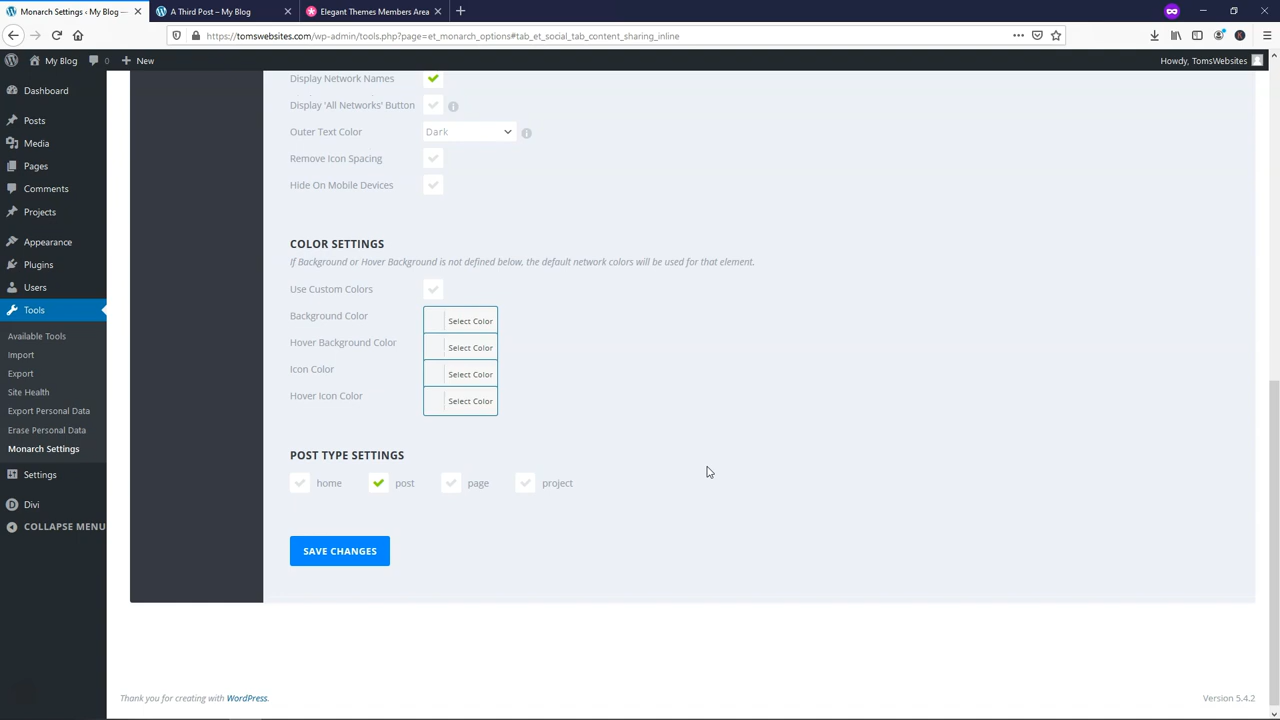 Monarch Settings ‹ My Blog —
A Third Post – My Blog
Elegant Themes Members Area
https://tomswebsites.com/wp-admin/tools.php?page=et_monarch_options#tab_et_social_tab_content_sharing_inline
My Blog
0
New
Howdy, TomsWebsites
Dashboard
Posts
Media
Pages
Comments
Projects
Appearance
Plugins
Users
Tools
Available Tools
Import
Export
Site Health
Export Personal Data
Erase Personal Data
Monarch Settings
Settings
Divi
COLLAPSE MENU
Display Network Names
Display 'All Networks' Button
Outer Text Color
Dark
Remove Icon Spacing
Hide On Mobile Devices
COLOR SETTINGS
If Background or Hover Background is not defined below, the default network colors will be used for that element.
Use Custom Colors
Background Color
Select Color
Hover Background Color
Select Color
Icon Color
Select Color
Hover Icon Color
Select Color
POST TYPE SETTINGS
home post page project
SAVE CHANGES
Thank you for creating with WordPress.
Version 5.4.2